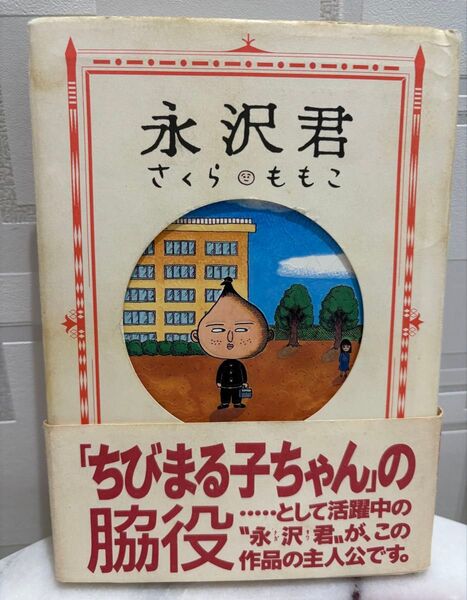 永沢君
さくらももこ
「ちびまる子ちゃん」の
脇役
……として活躍中の
〝永沢君〟が、この
作品の主人公です。